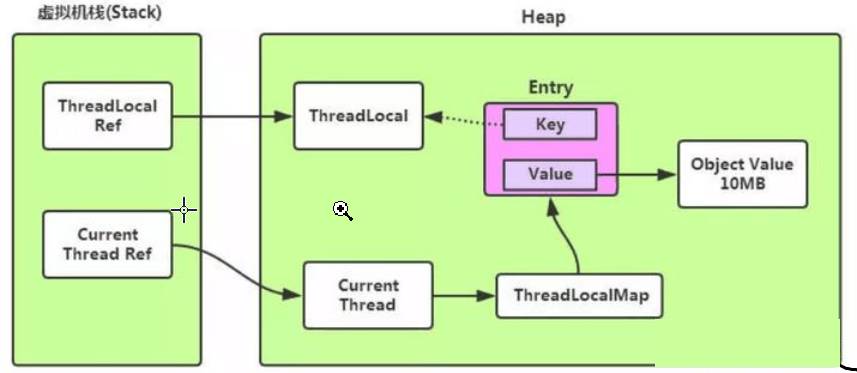 虚拟机栈(Stack)
Heap
ThreadLocal
Ref
ThreadLocal
Entry
Key
Value
Object Value
10MB
Current
Thread Ref
Current
Thread
ThreadLocalMap